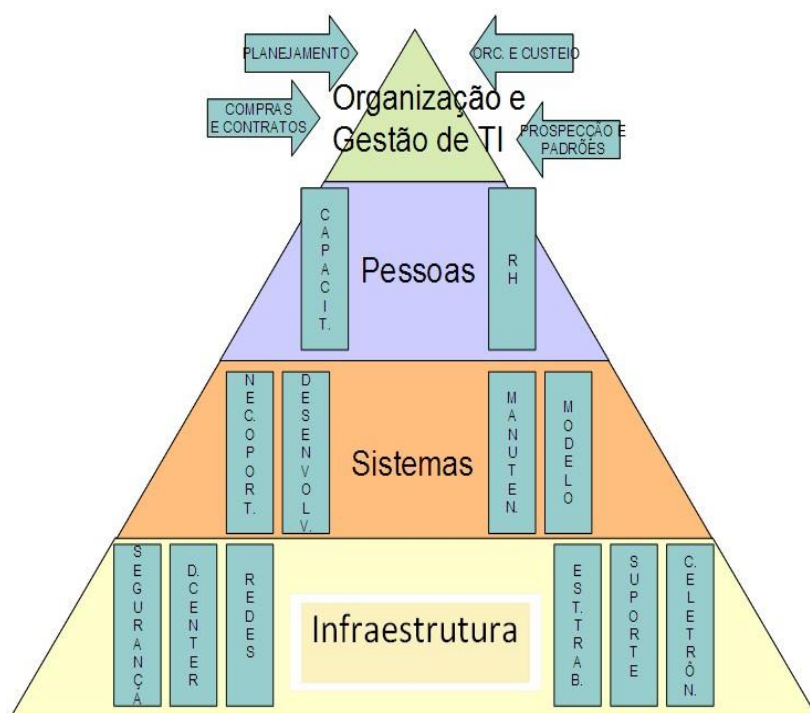 PLANEJAMENTO
ORC. E CUSTEIO
COMPRAS
E CONTRATOS
Organização e
Gestão de TI
PROSPECÇÃO E
PADRÕES
CAPACIT.
Pessoas
RH
NEC.OPORT.
DESENVOLV.
Sistemas
MANUTEN.
MODELO
SEGURANÇA
D.CENTER
REDES
Infraestrutura
EST.TRAB.
SUPORTE
C.ELETRÔN.